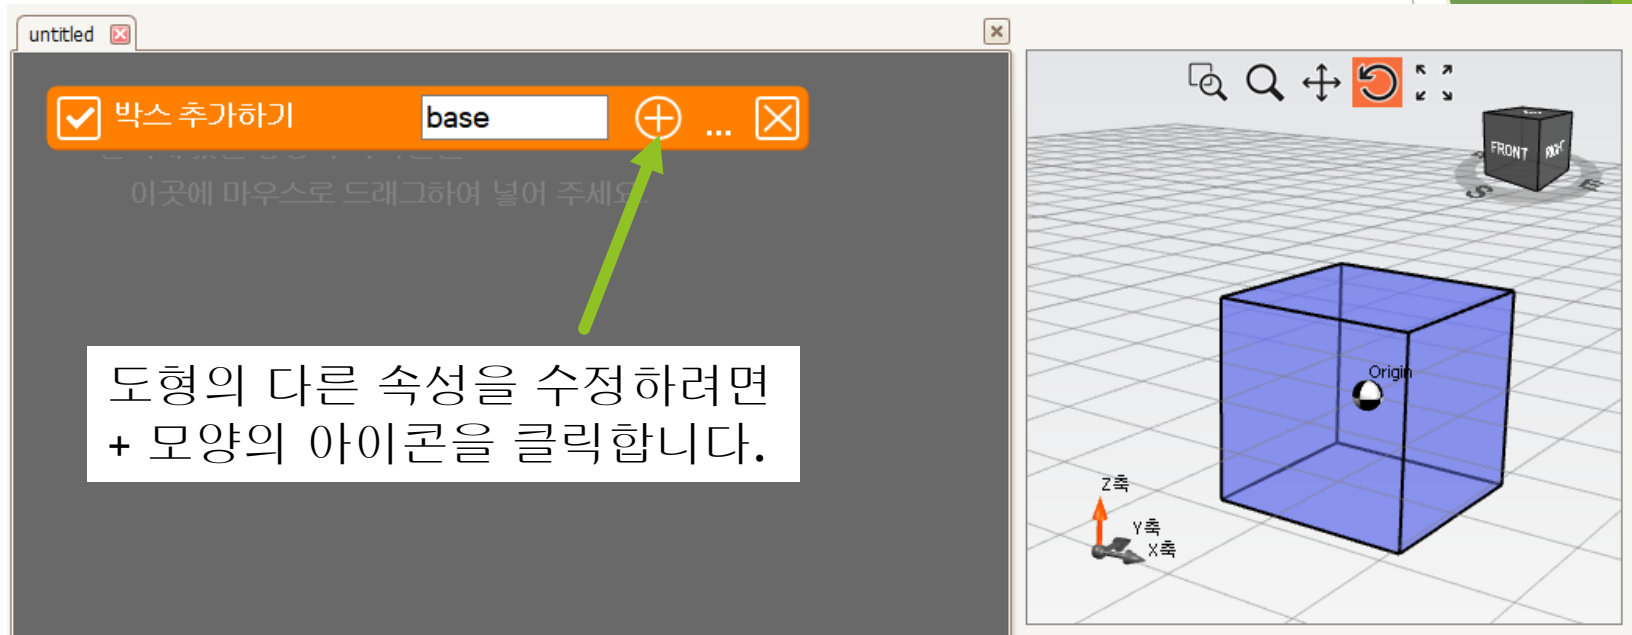 untitled
박스 추가하기
base
...
이곳에 마우스로 드래그하여 넣어 주세요
도형의 다른 속성을 수정하려면
+ 모양의 아이콘을 클릭합니다.
FRONT
RIGHT
S
E
Origin
Z축
Y축
X축